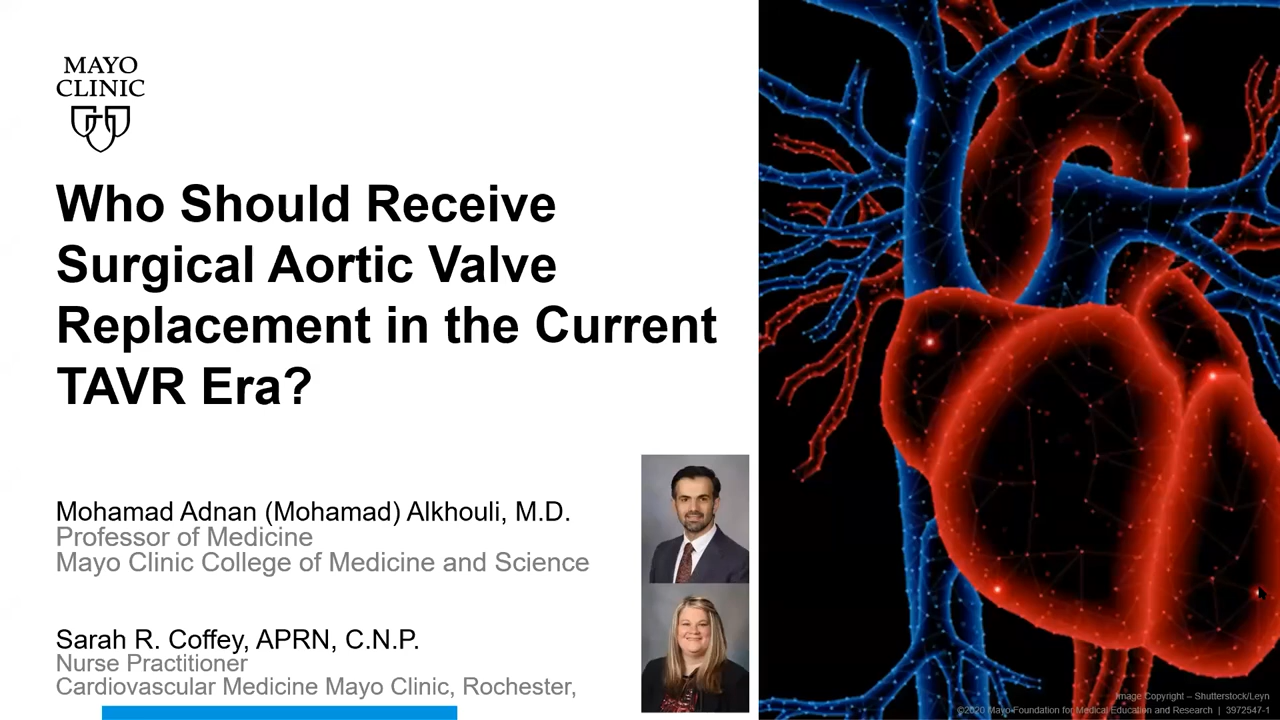 MAYO
CLINIC
Who Should Receive
Surgical Aortic Valve
Replacement in the Current
TAVR Era?
Mohamad Adnan (Mohamad) Alkhouli, M.D.
Professor of Medicine
Mayo Clinic College of Medicine and Science
Sarah R. Coffey, APRN, C.N.P.
Nurse Practitioner
Cardiovascular Medicine Mayo Clinic, Rochester,
Image Copyright – Shutterstock/Leyn
©2020 Mayo Foundation for Medical Education and Research | 3972547-1